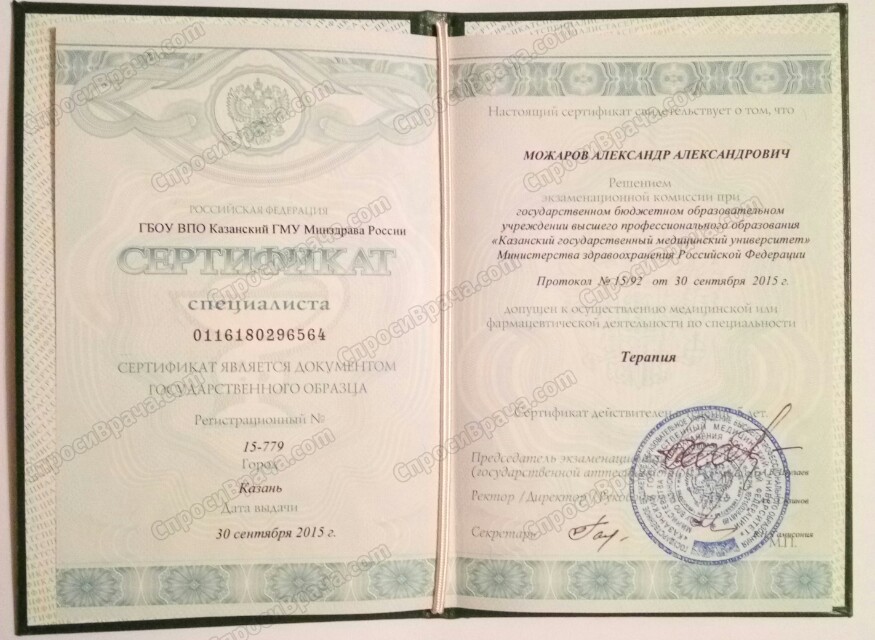 РОССИЙСКАЯ ФЕДЕРАЦИЯ
ГБОУ ВПО Казанский ГМУ Минздрава России
СЕРТИФИКАТ
специалиста
0116180296564
СЕРТИФИКАТ ЯВЛЯЕТСЯ ДОКУМЕНТОМ
ГОСУДАРСТВЕННОГО ОБРАЗЦА
Регистрационный №
15-779
Город
Казань
Дата выдачи
30 сентября 2015 г.
Настоящий сертификат свидетельствует о том, что
МОЖАРОВ АЛЕКСАНДР АЛЕКСАНДРОВИЧ
Решением
экзаменационной комиссии при
государственном бюджетном образовательном
учреждении высшего профессионального образования
«Казанский государственный медицинский университет»
Министерства здравоохранения Российской Федерации
Протокол № 15/92 от 30 сентября 2015 г.
допущен к осуществлению медицинской или
фармацевтической деятельности по специальности
Терапия
Сертификат действителен лет.
Председатель
(государственной
Ректор / Директор
Секретарь
М.П.
СпросиВрача.com